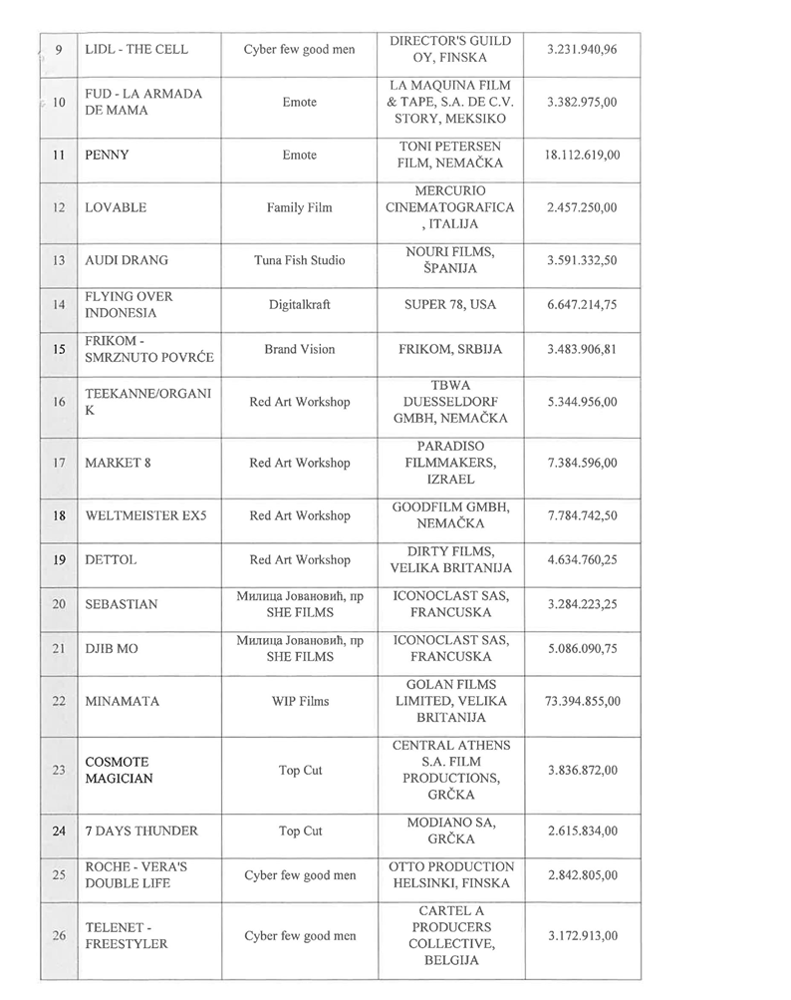 9 LIDL - THE CELL Cyber few good men DIRECTOR'S GUILD OY, FINSKA 3.231.940,96
10 FUD - LA ARMADA DE MAMA Emote LA MAQUINA FILM & TAPE, S.A. DE C.V. STORY, MEKSIKO 3.382.975,00
11 PENNY Emote TONI PETERSEN FILM, NEMAČKA 18.112.619,00
12 LOVABLE Family Film MERCURIO CINEMATOGRAFICA , ITALIJA 2.457.250,00
13 AUDI DRANG Tuna Fish Studio NOURI FILMS, ŠPANIJA 3.591.332,50
14 FLYING OVER INDONESIA Digitalkraft SUPER 78, USA 6.647.214,75
15 FRIKOM - SMRZNUTO POVRĆE Brand Vision FRIKOM, SRBIJA 3.483.906,81
16 TEEKANNE/ORGANI K Red Art Workshop TBWA DUESSELDORF GMBH, NEMAČKA 5.344.956,00
17 MARKET 8 Red Art Workshop PARADISO FILMMAKERS, IZRAEL 7.384.596,00
18 WELTMEISTER EX5 Red Art Workshop GOODFILM GMBH, NEMAČKA 7.784.742,50
19 DETTOL Red Art Workshop DIRTY FILMS, VELIKA BRITANIJA 4.634.760,25
20 SEBASTIAN Милица Јовановић, пр SHE FILMS ICONOCLAST SAS, FRANCUSKA 3.284.223,25
21 DJIB MO Милица Јовановић, пр SHE FILMS ICONOCLAST SAS, FRANCUSKA 5.086.090,75
22 MINAMATA WIP Films GOLAN FILMS LIMITED, VELIKA BRITANIJA 73.394.855,00
23 COSMOTE MAGICIAN Top Cut CENTRAL ATHENS S.A. FILM PRODUCTIONS, GRČKA 3.836.872,00
24 7 DAYS THUNDER Top Cut MODIANO SA, GRČKA 2.615.834,00
25 ROCHE - VERA'S DOUBLE LIFE Cyber few good men OTTO PRODUCTION HELSINKI, FINSKA 2.842.805,00
26 TELENET - FREESTYLER Cyber few good men CARTEL A PRODUCERS COLLECTIVE, BELGIJA 3.172.913,00